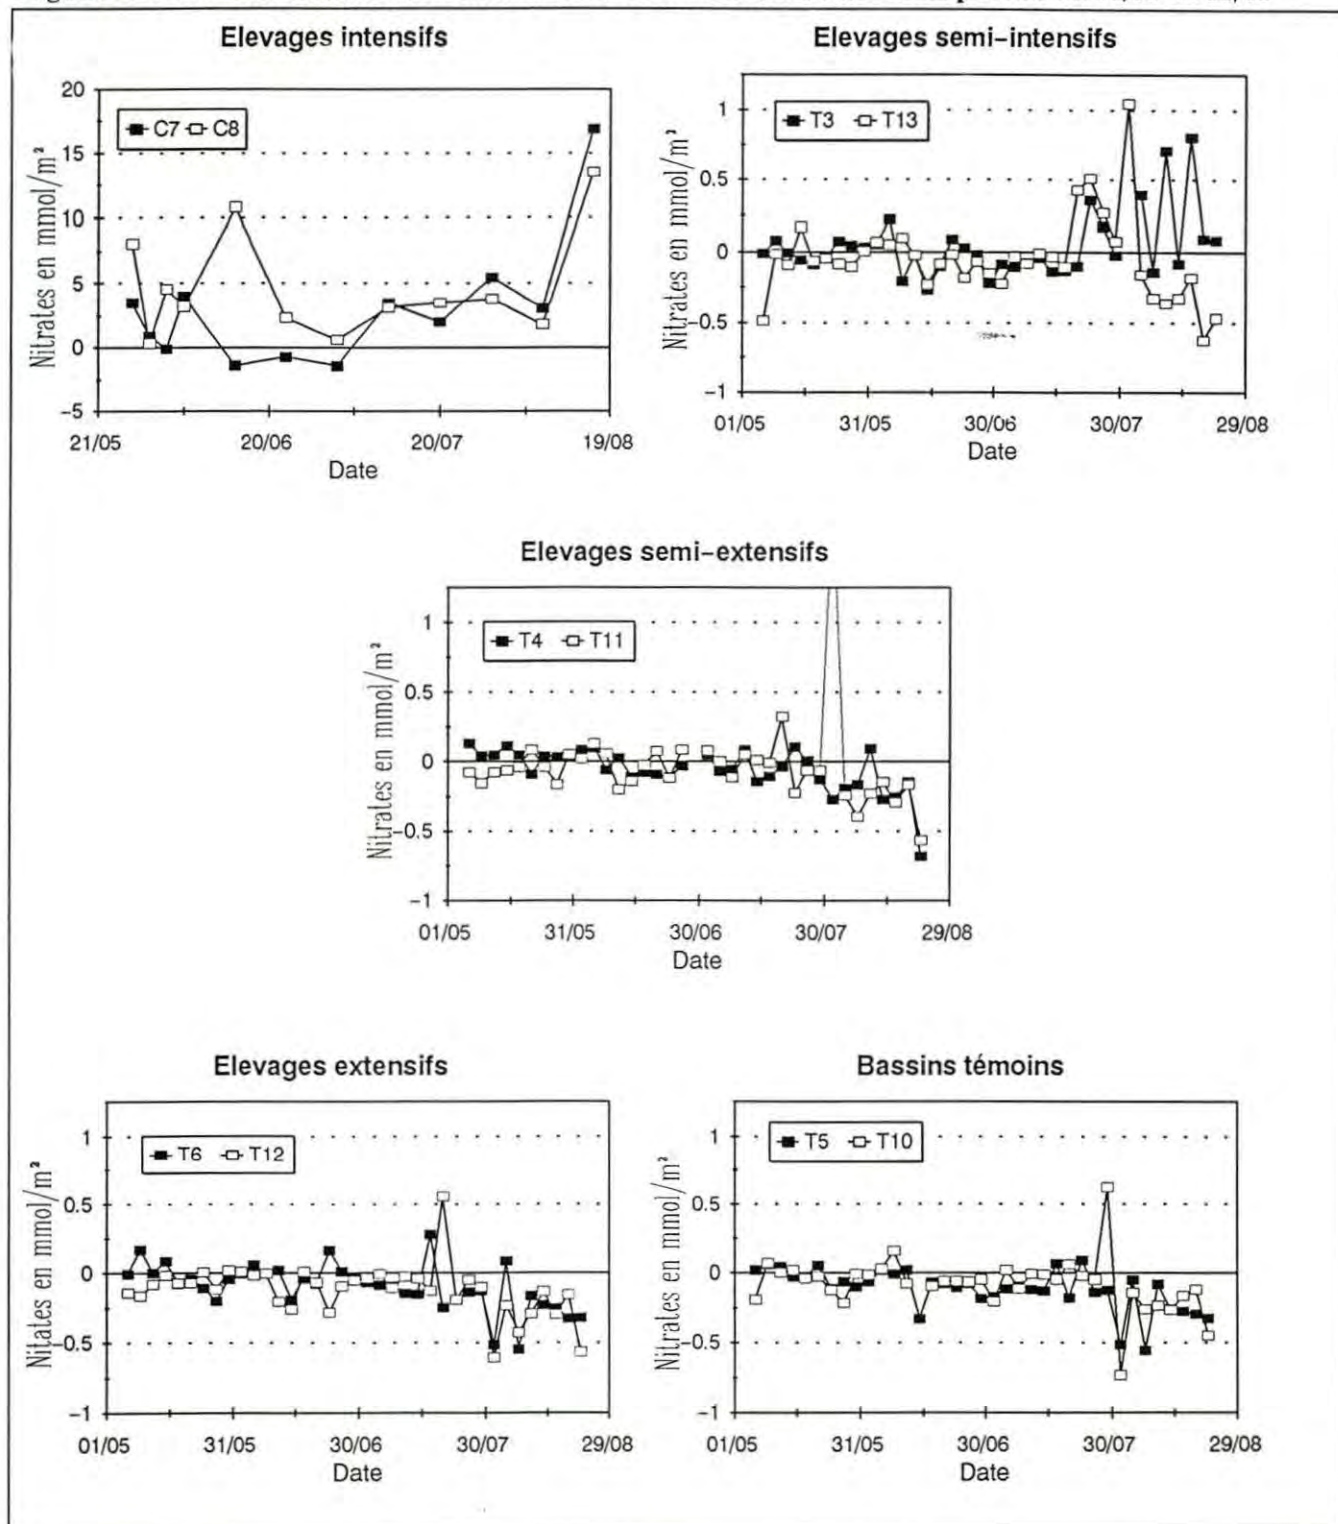 Elevages intensifs
20
15
10
5
0
−5
C7 C8
Nitrates en mmol/m²
21/05 20/06 20/07 19/08
Date
Elevages semi−intensifs
1
0.5
0
−0.5
−1
T3 T13
Nitrates en mmol/m²
01/05 31/05 30/06 30/07 29/08
Date
Elevages semi−extensifs
1
0.5
0
−0.5
−1
T4 T11
Nitrates en mmol/m²
01/05 31/05 30/06 30/07 29/08
Date
Elevages extensifs
1
0.5
0
−0.5
−1
T6 T12
Nitates en mmol/m²
01/05 31/05 30/06 30/07 29/08
Date
Bassins témoins
1
0.5
0
−0.5
−1
T5 T10
Nitrates en mmol/m²
01/05 31/05 30/06 30/07 29/08
Date